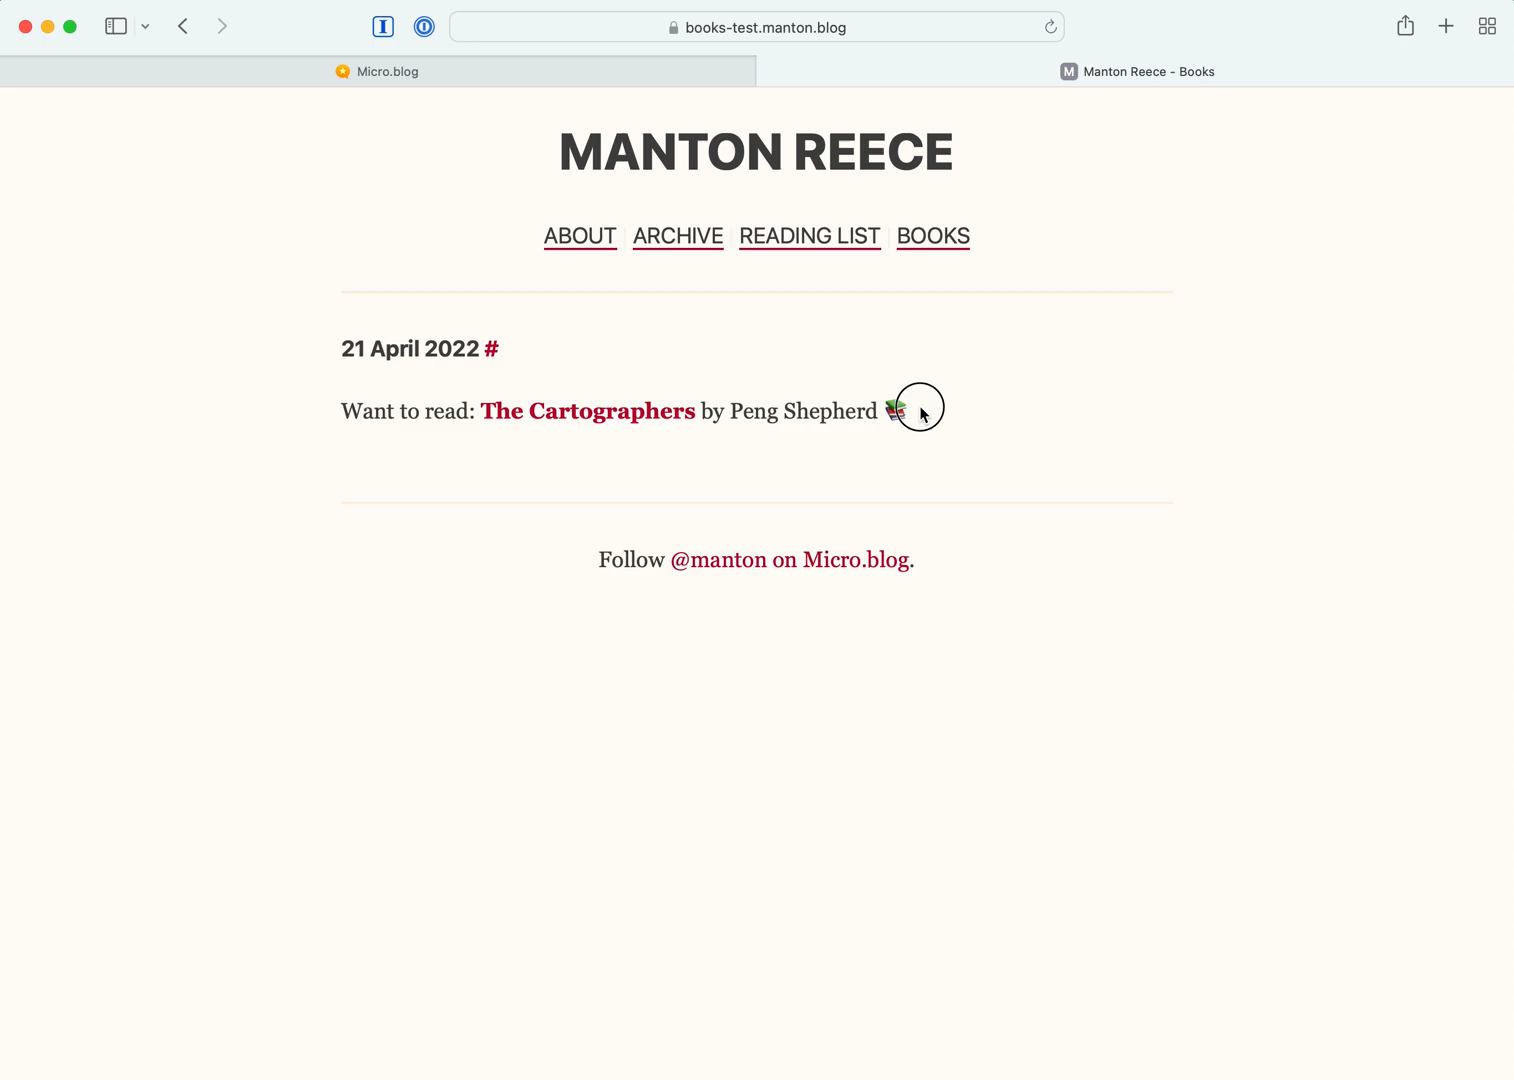 books-test.manton.blog
Micro.blog
M Manton Reece - Books
MANTON REECE
ABOUT ARCHIVE READING LIST BOOKS
21 April 2022 #
Want to read: The Cartographers by Peng Shepherd 📚
Follow @manton on Micro.blog.